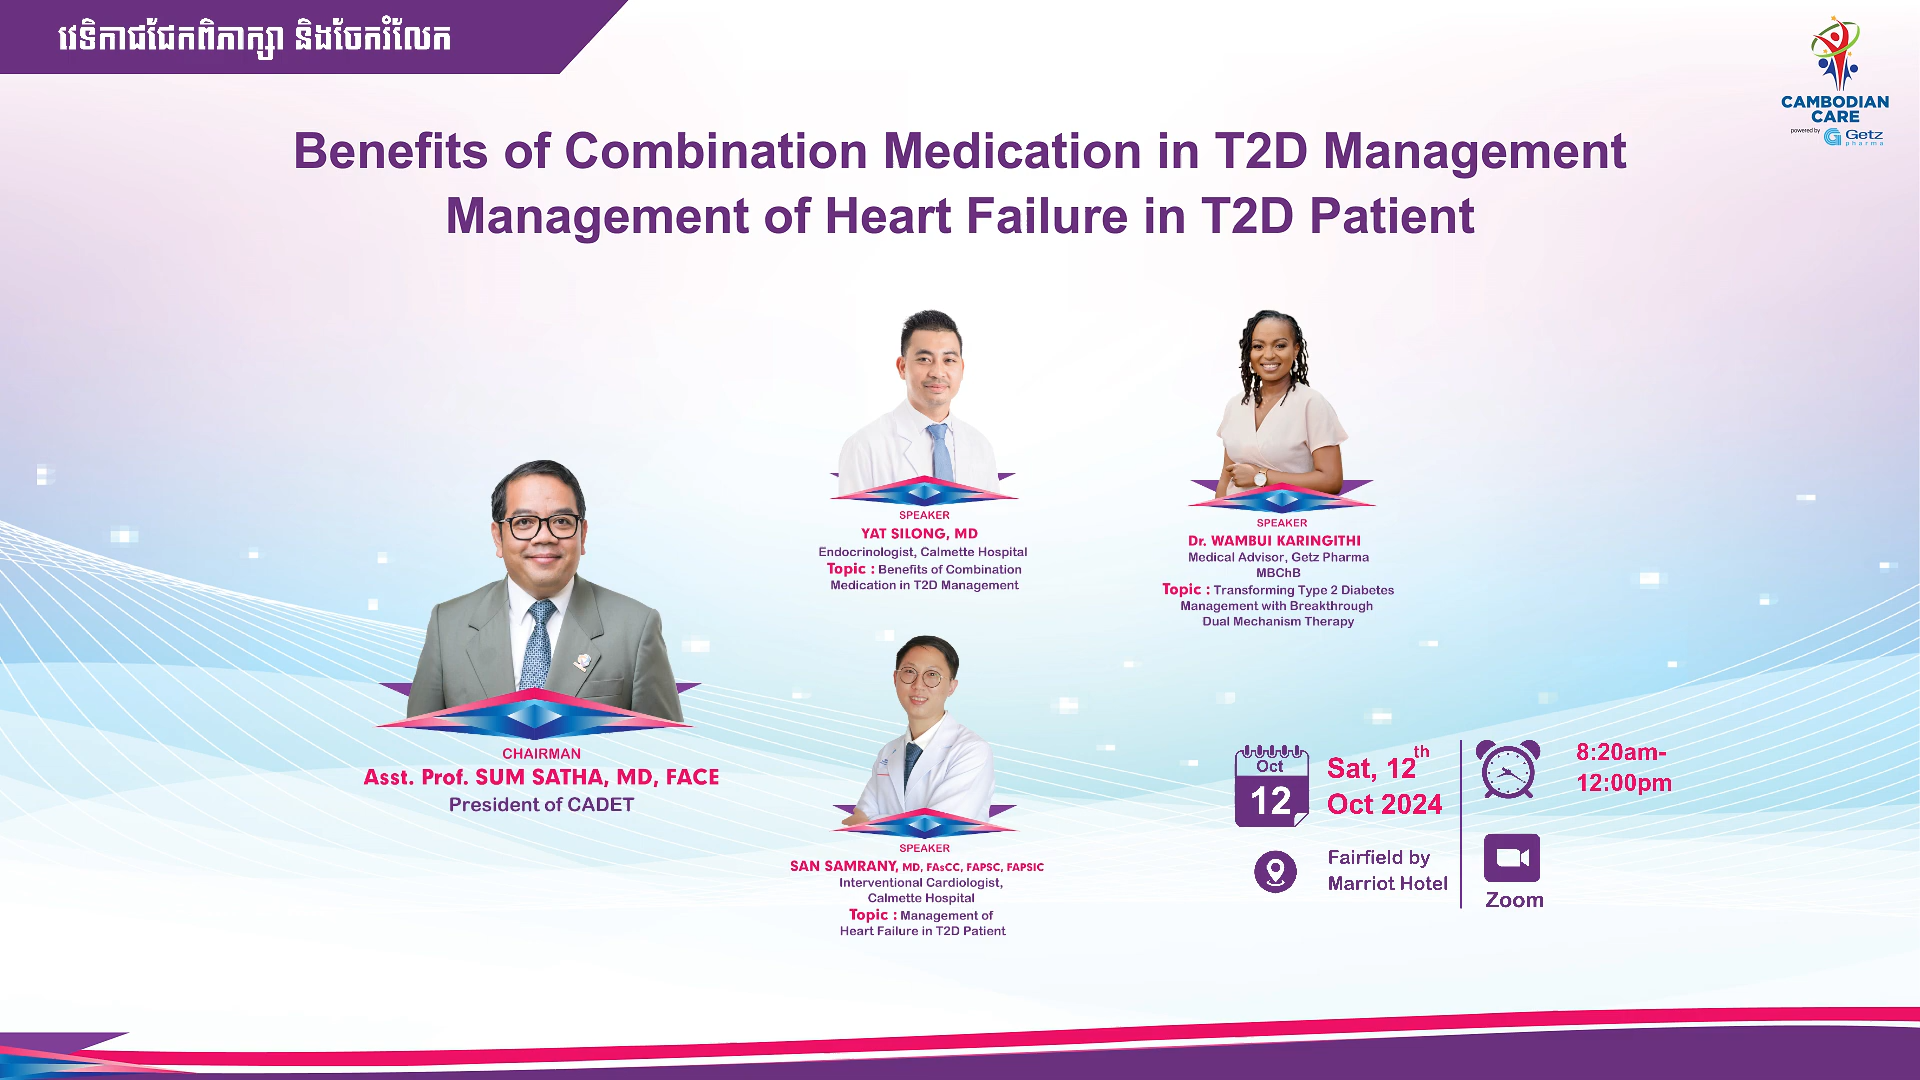 វេទិកាជជែកពិភាក្សា និងចែករំលែក
CAMBODIAN
CARE
powered by Getz
pharma
Benefits of Combination Medication in T2D Management
Management of Heart Failure in T2D Patient
SPEAKER
YAT SILONG, MD
Endocrinologist, Calmette Hospital
Topic : Benefits of Combination
Medication in T2D Management
SPEAKER
Dr. WAMBUI KARINGITHI
Medical Advisor, Getz Pharma
MBChB
Topic : Transforming Type 2 Diabetes
Management with Breakthrough
Dual Mechanism Therapy
CHAIRMAN
Asst. Prof. SUM SATHA, MD, FACE
President of CADET
SPEAKER
SAN SAMRANY, MD, FAsCC, FAPSC, FAPSIC
Interventional Cardiologist,
Calmette Hospital
Topic : Management of
Heart Failure in T2D Patient
Oct
12
Sat, 12th
Oct 2024
8:20am-
12:00pm
Fairfield by
Marriot Hotel
Zoom